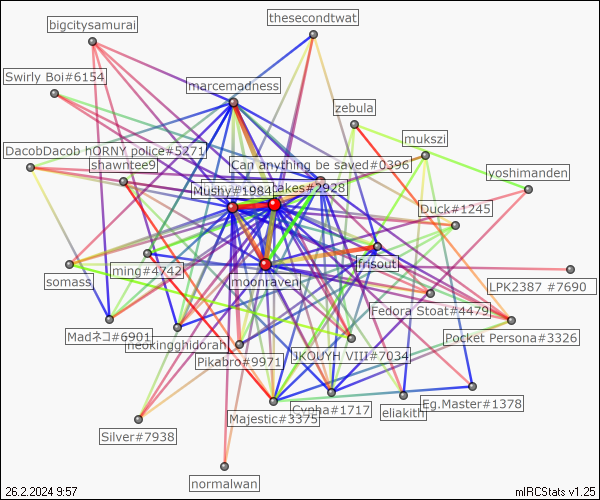 thesecondtwat
bigcitysamurai
Swirly Boi#6154
marcemadness
zebula
mukszi
DacobDacob hORNY police#5271
shawntee9
Can anything be saved#0396
yoshimanden
Mushy#1984
takes#2928
Duck#1245
ming#4742
frisout
somass
moonraven
LPK2387 #7690
Fedora Stoat#4479
Madネコ#6901
neokingghidorah
Pocket Persona#3326
Pikabro#9971
JKOUYH VIII#7034
Eg.Master#1378
Cynha#1717
eliakith
Majestic#3375
Silver#7938
normalwan
26.2.2024 9:57
mIRCStats v1.25